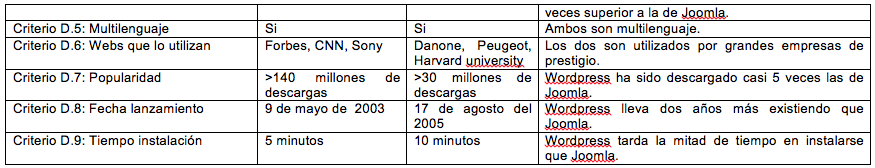 veces superior a la de Joomla.
Criterio D.5: Multilenguaje Si Si Ambos son multilenguaje.
Criterio D.6: Webs que lo utilizan Forbes, CNN, Sony Danone, Peugeot, Los dos son utilizados por grandes empresas de
Harvard university prestigio.
Criterio D.7: Popularidad >140 millones de >30 millones de Wordpress ha sido descargado casi 5 veces las de
descargas descargas Joomla.
Criterio D.8: Fecha lanzamiento 9 de mayo de 2003 17 de agosto del Wordpress lleva dos años más existiendo que
2005 Joomla.
Criterio D.9: Tiempo instalación 5 minutos 10 minutos Wordpress tarda la mitad de tiempo en instalarse
que Joomla.